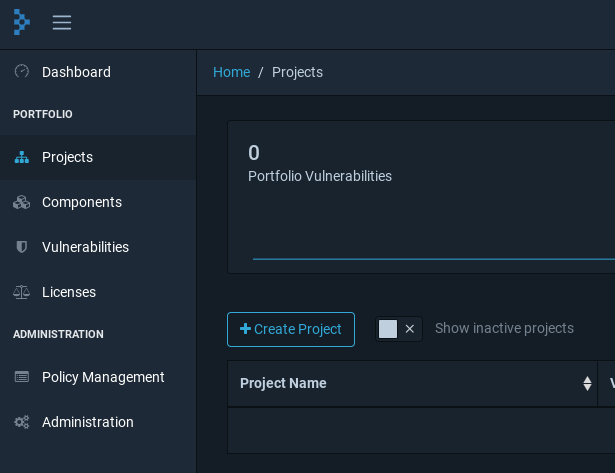 Dashboard
Home / Projects
PORTFOLIO
Projects
Components
Vulnerabilities
Licenses
ADMINISTRATION
Policy Management
Administration
0
Portfolio Vulnerabilities
Create Project
Show inactive projects
Project Name